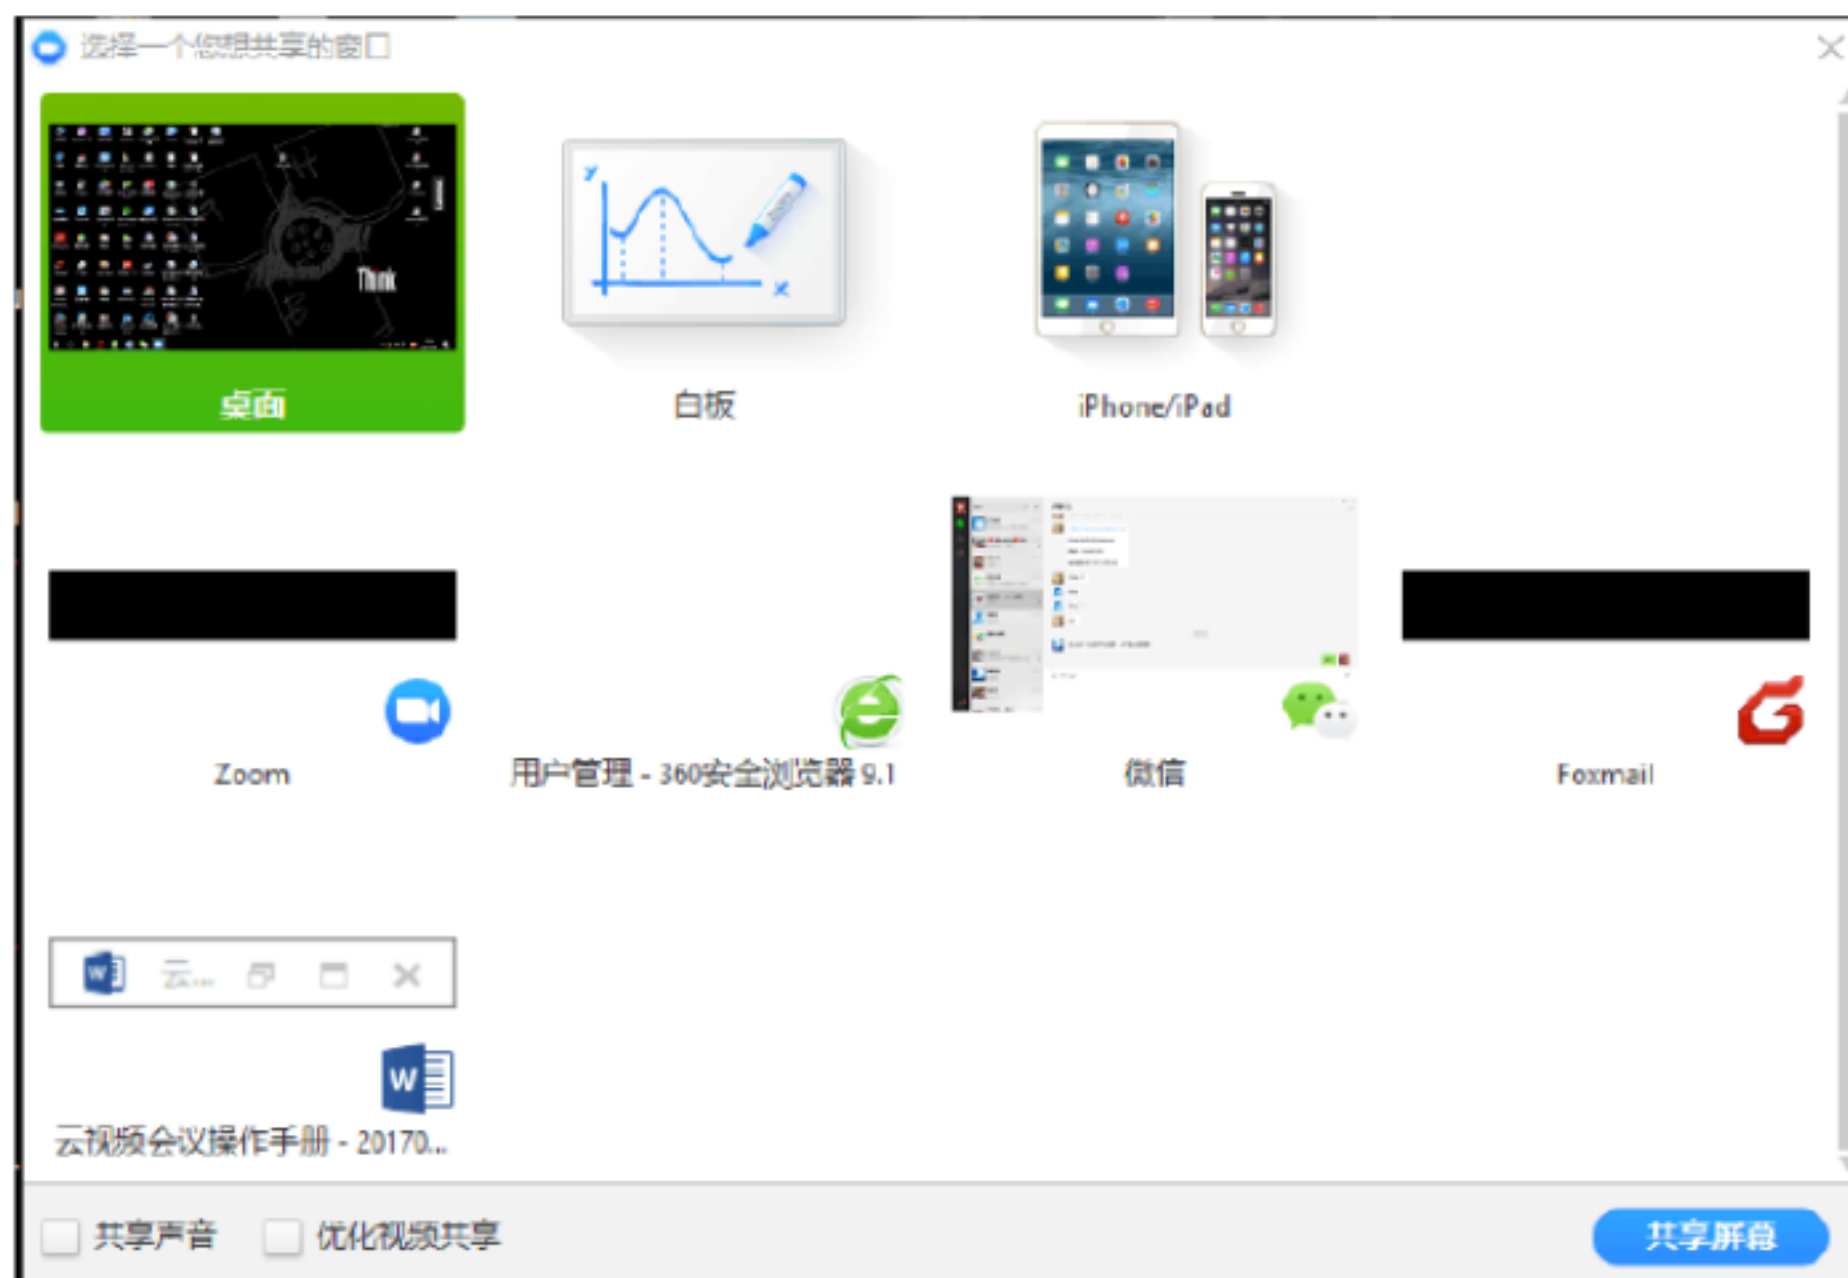 选择一个您想共享的窗口
Think
y
x
桌面
白板
iPhone/iPad
Zoom
用户管理 - 360安全浏览器 9.1
微信
Foxmail
W 云...
W
云视频会议操作手册 - 20170...
共享声音
优化视频共享
共享屏幕